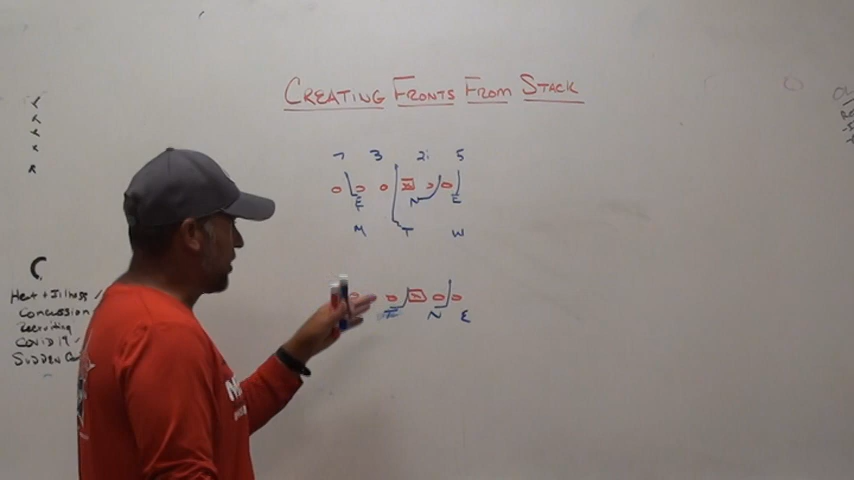 CREATING FRONTS FROM STACK
7 3 2i 5
E N E
M T W
E N E
Heat + Illness
Concussion
Recruiting
COVID 19
SUDDEN